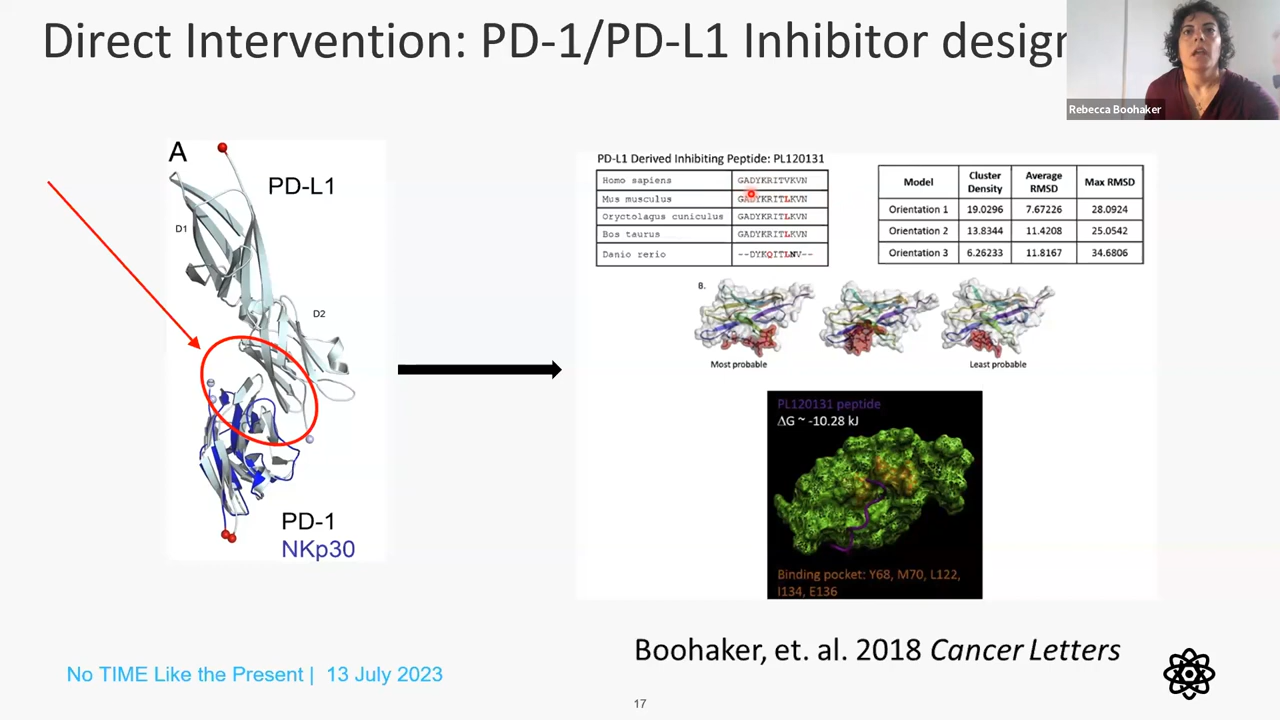 Direct Intervention: PD-1/PD-L1 Inhibitor design
Rebecca Boohaker
A
PD-L1
D1
D2
PD-1
NKp30
PD-L1 Derived Inhibiting Peptide: PL120131
Homo sapiens GADYKRITVKVN
Mus musculus GADYKRITLKVN
Oryctolagus cuniculus GADYKRITLKVN
Bos taurus GADYKRITLKVN
Danio rerio --DYKQITLNV--
Model Cluster Density Average RMSD Max RMSD
Orientation 1 19.0296 7.67226 28.0924
Orientation 2 13.8344 11.4208 25.0542
Orientation 3 6.26233 11.8167 34.6806
B.
Most probable Least probable
PL120131 peptide
ΔG ~ -10.28 kJ
Binding pocket: Y68, M70, L122,
I134, E136
Boohaker, et. al. 2018 Cancer Letters
No TIME Like the Present | 13 July 2023
17